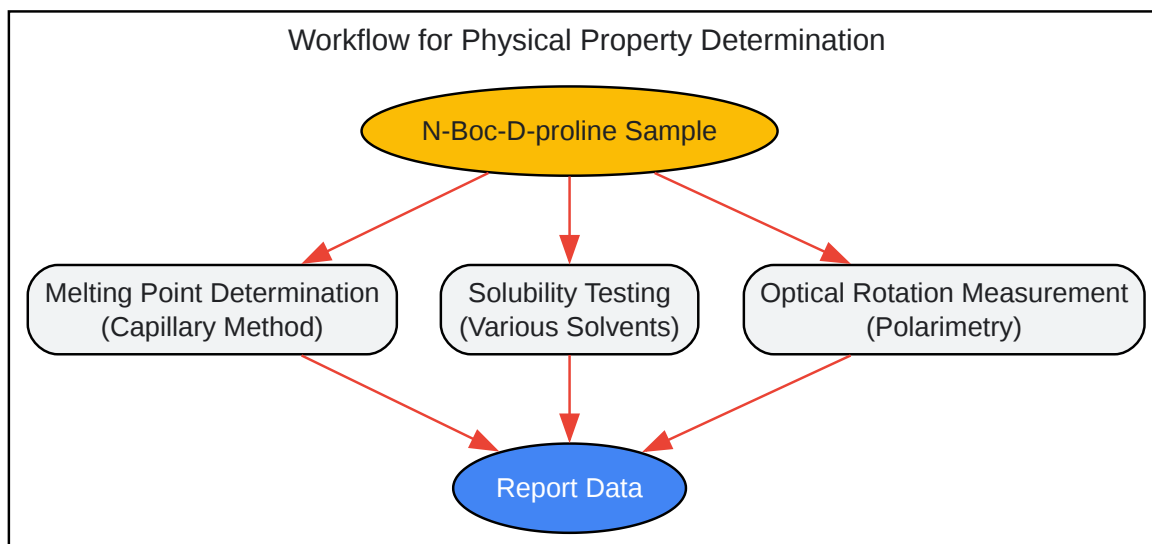 Workflow for Physical Property Determination
N-Boc-D-proline Sample
Melting Point Determination
(Capillary Method)
Solubility Testing
(Various Solvents)
Optical Rotation Measurement
(Polarimetry)
Report Data